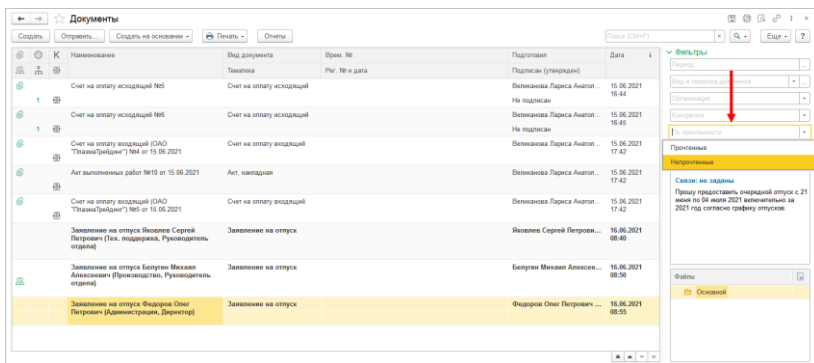 Документы
Создать
Отправить...
Создать на основании
Печать
Отчеты
Поиск (Ctrl+F)
Еще
?
К
Наименование
Вид документа
Врем. №
Подготовил
Дата
Тематика
Рег. № и дата
Подписан (утвержден)
Счет на оплату исходящий №5
Счет на оплату исходящий
Великанова Лариса Анатол...
15.06.2021
16:44
1
Не подписан
Счет на оплату исходящий №6
Счет на оплату исходящий
Великанова Лариса Анатол...
15.06.2021
16:45
1
Не подписан
Счет на оплату входящий (ОАО
"ПлазмаТрейдинг") №4 от 15.06.2021
Счет на оплату входящий
Великанова Лариса Анатол...
15.06.2021
17:42
Акт выполненных работ №10 от 15.06.2021
Акт, накладная
Великанова Лариса Анатол...
15.06.2021
17:42
Счет на оплату входящий (ОАО
"ПлазмаТрейдинг") №5 от 15.06.2021
Счет на оплату входящий
Великанова Лариса Анатол...
15.06.2021
17:42
Заявление на отпуск Яковлев Сергей
Петрович (Тех. поддержка, Руководитель
отдела)
Заявление на отпуск
Яковлев Сергей Петрови...
16.06.2021
08:40
Заявление на отпуск Белугин Михаил
Алексеевич (Производство, Руководитель
отдела)
Заявление на отпуск
Белугин Михаил Алексее...
16.06.2021
08:50
Заявление на отпуск Федоров Олег
Петрович (Администрация, Директор)
Заявление на отпуск
Федоров Олег Петрович ...
16.06.2021
08:55
Фильтры
Период
Вид и тематика документа
Организация
Контрагент
По прочтенности
Прочтенные
Непрочтенные
Связи: не заданы
Прошу предоставить очередной отпуск с 21
июня по 04 июля 2021 включительно за
2021 год согласно графику отпусков.
Файлы
Основной